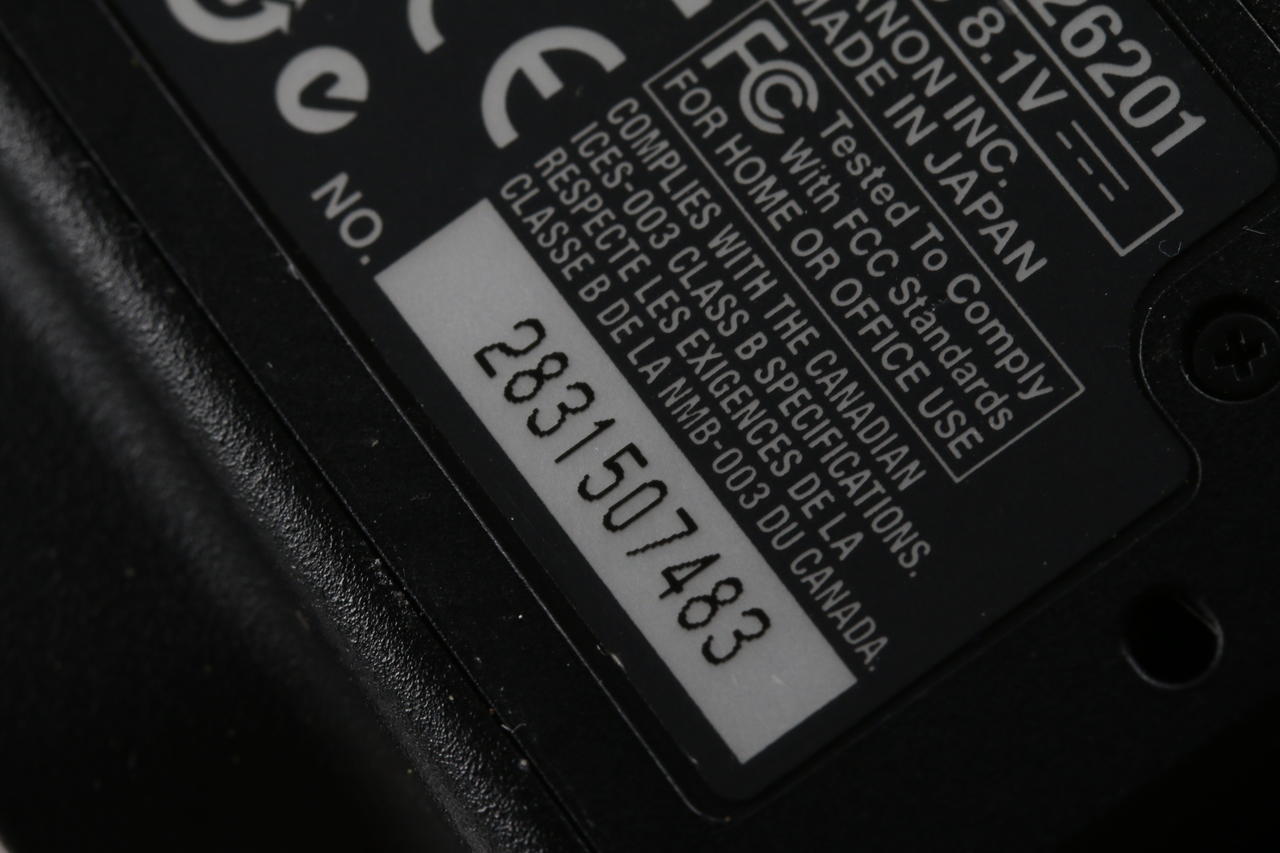 26201
8.1V
ANON INC.
MADE IN JAPAN
FC Tested To Comply
With FCC Standards
FOR HOME OR OFFICE USE
CE
COMPLIES WITH THE CANADIAN
ICES-003 CLASS B SPECIFICATIONS.
RESPECTE LES EXIGENCES DE LA
CLASSE B DE LA NMB-003 DU CANADA.
NO. 2831507483